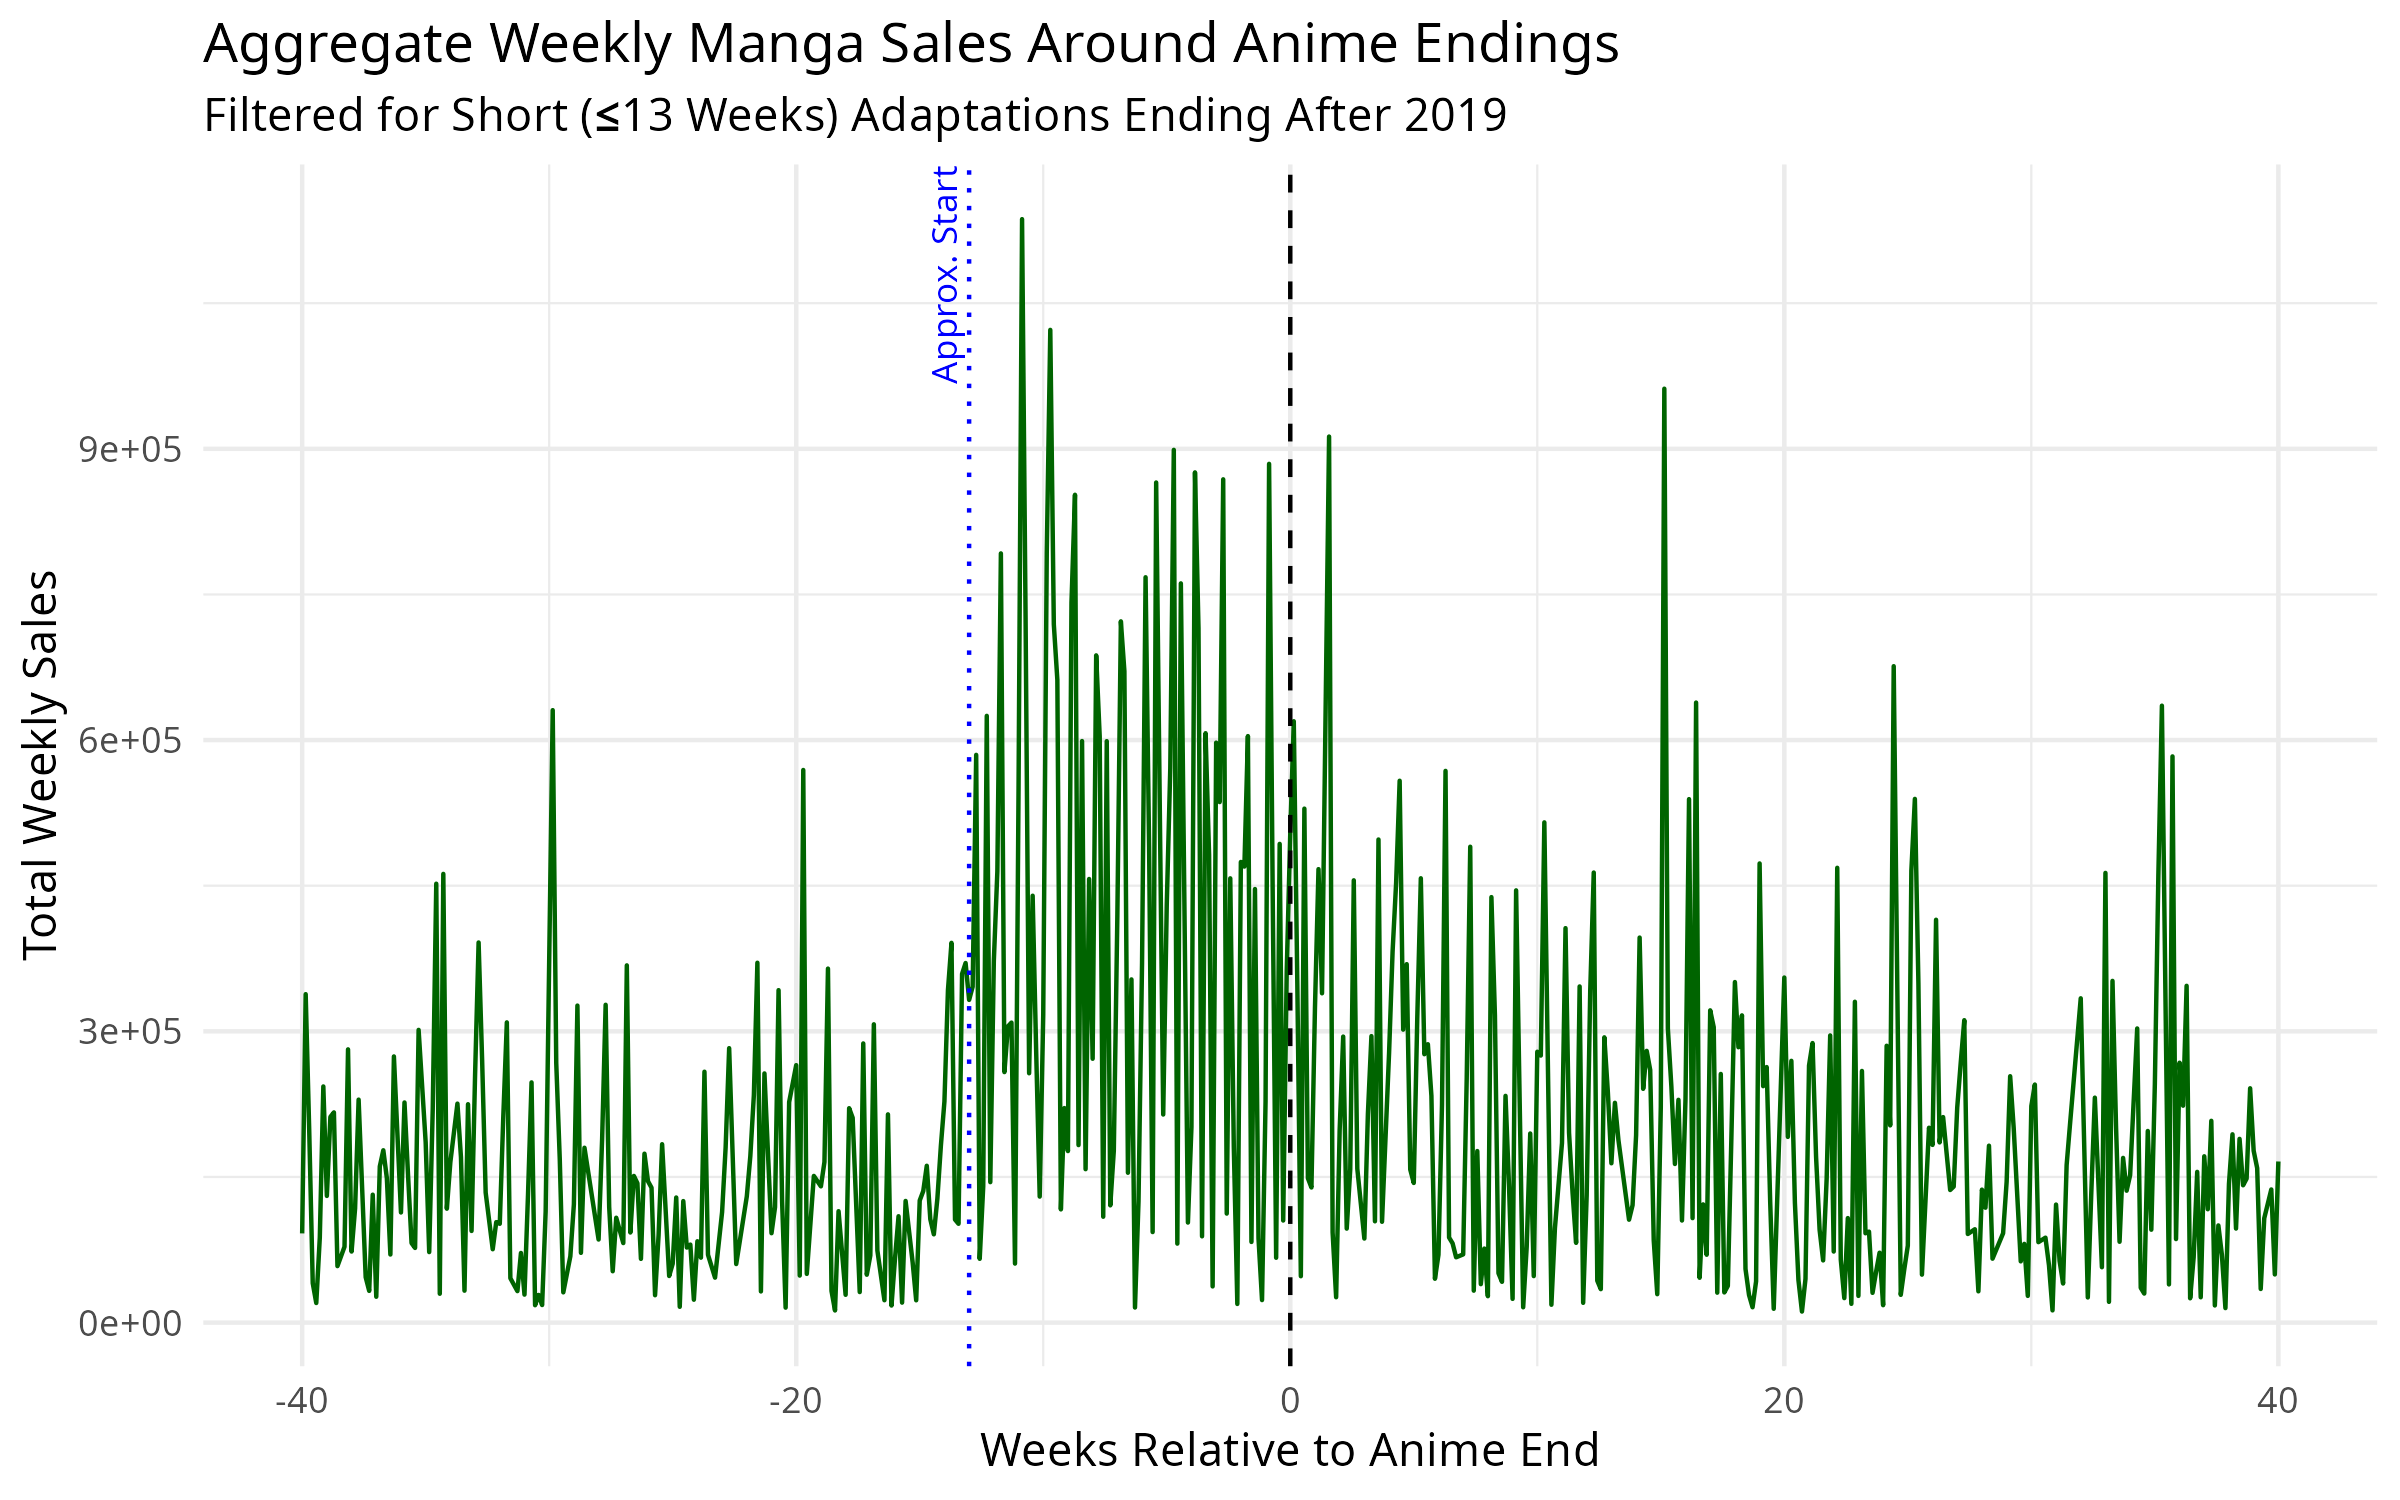 Aggregate Weekly Manga Sales Around Anime Endings
Filtered for Short (≤13 Weeks) Adaptations Ending After 2019
Approx. Start
Total Weekly Sales
9e+05
6e+05
3e+05
0e+00
-40
-20
0
20
40
Weeks Relative to Anime End